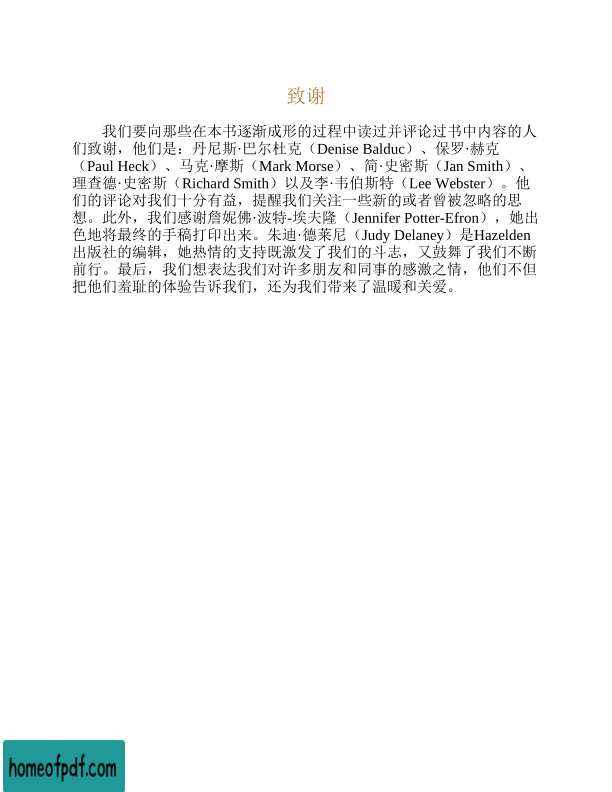 致谢
我们要向那些在本书逐渐成形的过程中读过并评论过书中内容的人
们致谢，他们是：丹尼斯·巴尔杜克（Denise Balduc）、保罗·赫克
（Paul Heck）、马克·摩斯（Mark Morse）、简·史密斯（Jan Smith）、
理查德·史密斯（Richard Smith）以及李·韦伯斯特（Lee Webster）。他
们的评论对我们十分有益，提醒我们关注一些新的或者曾被忽略的思
想。此外，我们感谢詹妮佛·波特-埃夫隆（Jennifer Potter-Efron），她出
色地将最终的手稿打印出来。朱迪·德莱尼（Judy Delaney）是Hazelden
出版社的编辑，她热情的支持既激发了我们的斗志，又鼓舞了我们不断
前行。最后，我们想表达我们对许多朋友和同事的感激之情，他们不但
把他们羞耻的体验告诉我们，还为我们带来了温暖和关爱。
homeofpdf.com